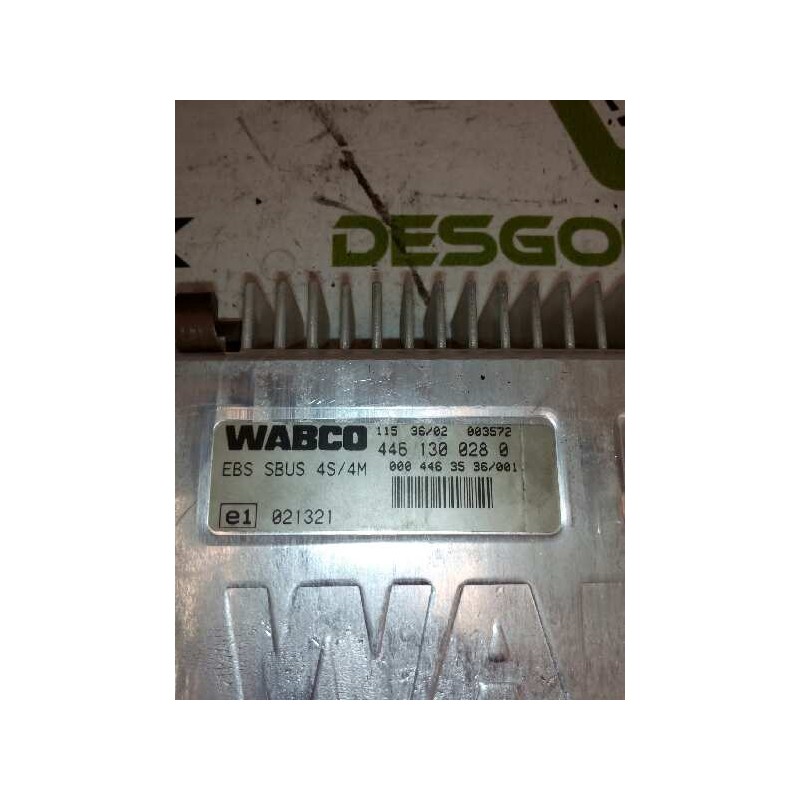 DESGO
WABCO
115 36/02 003572
446 130 028 0
EBS SBUS 4S/4M
000 446 35 36/001
e1 021321
WA